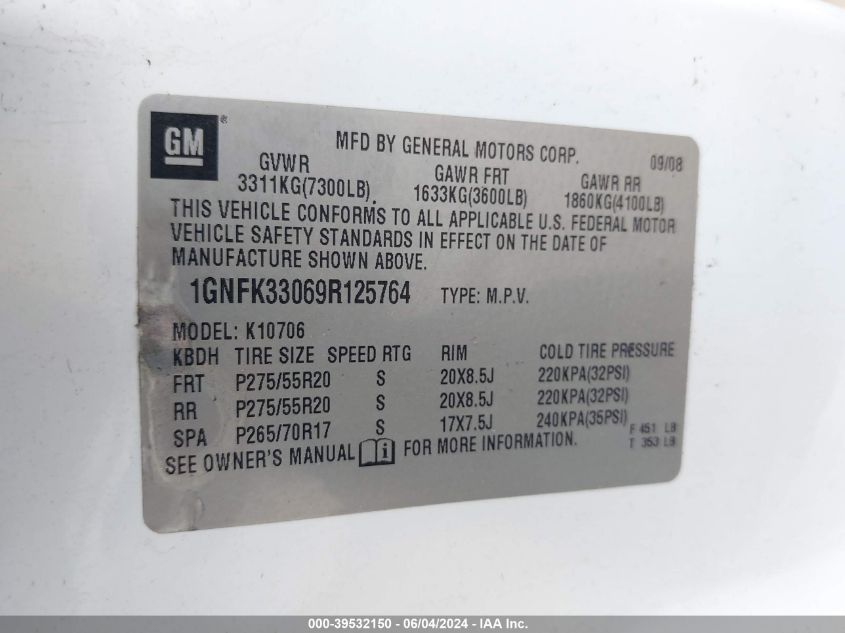 GM ®
MFD BY GENERAL MOTORS CORP. 09/08
GVWR GAWR FRT GAWR RR
3311KG(7300LB). 1633KG(3600LB) 1860KG(4100LB)
THIS VEHICLE CONFORMS TO ALL APPLICABLE U.S. FEDERAL MOTOR
VEHICLE SAFETY STANDARDS IN EFFECT ON THE DATE OF
MANUFACTURE SHOWN ABOVE.
1GNFK33069R125764 TYPE: M.P.V.
MODEL: K10706
KBDH TIRE SIZE SPEED RTG RIM COLD TIRE PRESSURE
FRT P275/55R20 S 20X8.5J 220KPA(32PSI)
RR P275/55R20 S 20X8.5J 220KPA(32PSI)
SPA P265/70R17 S 17X7.5J 240KPA(35PSI) F 451 LB
T 353 LB
SEE OWNER'S MANUAL i FOR MORE INFORMATION.
000-39532150 - 06/04/2024 - IAA Inc.